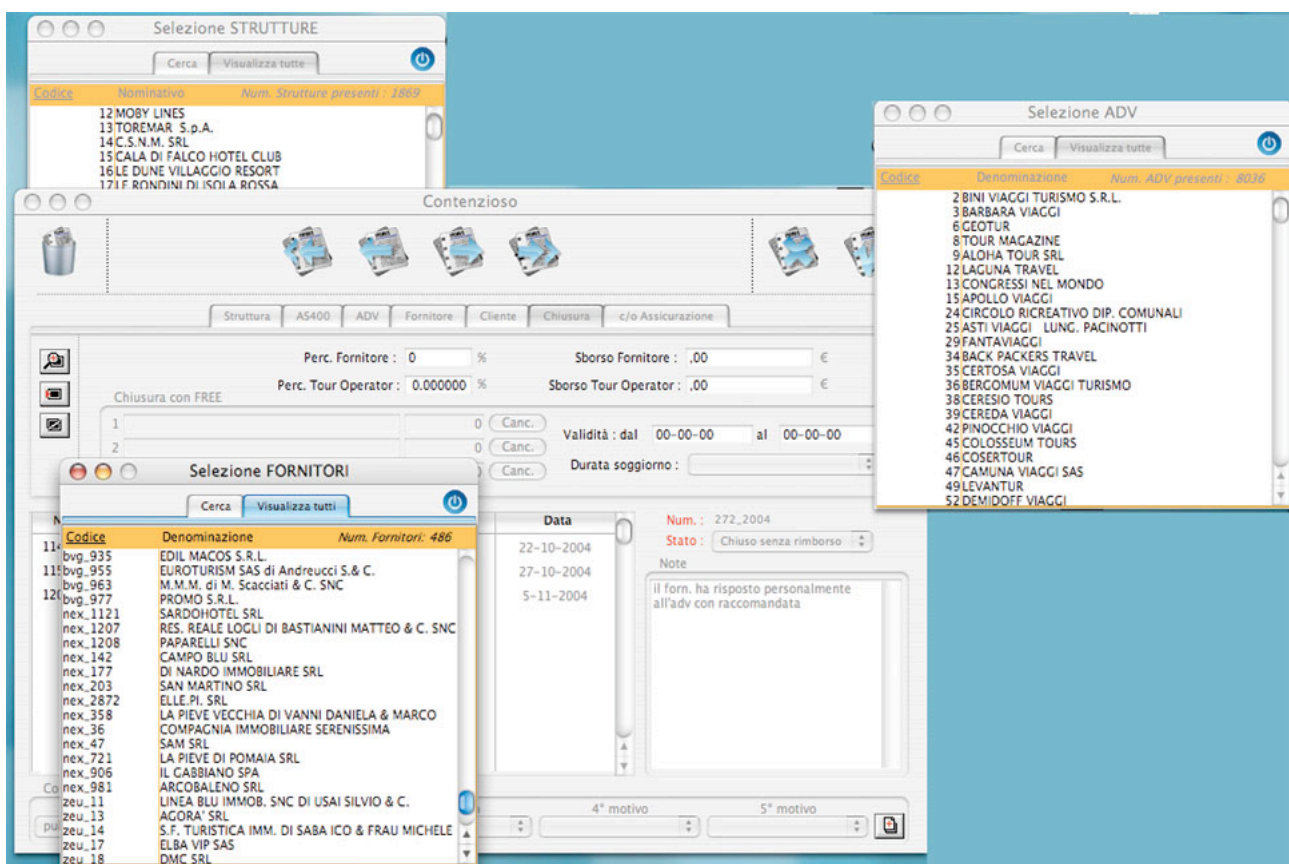 Selezione STRUTTURE
Cerca Visualizza tutte
Codice Nominativo Num. Strutture presenti : 1869
12 MOBY LINES
13 TOREMAR S.p.A.
14 C.S.N.M. SRL
15 CALA DI FALCO HOTEL CLUB
16 LE DUNE VILLAGGIO RESORT
17 LE RONDINI DI ISOLA ROSSA
Selezione ADV
Cerca Visualizza tutte
Codice Denominazione Num. ADV presenti : 8036
2 BINI VIAGGI TURISMO S.R.L.
3 BARBARA VIAGGI
6 GEOTUR
8 TOUR MAGAZINE
9 ALOHA TOUR SRL
12 LAGUNA TRAVEL
13 CONGRESSI NEL MONDO
15 APOLLO VIAGGI
24 CIRCOLO RICREATIVO DIP. COMUNALI
25 ASTI VIAGGI LUNG. PACINOTTI
29 FANTAVIAGGI
34 BACK PACKERS TRAVEL
35 CERTOSA VIAGGI
36 BERGOMUM VIAGGI TURISMO
38 CERESIO TOURS
39 CEREDA VIAGGI
42 PINOCCHIO VIAGGI
45 COLOSSEUM TOURS
46 COSERTOUR
47 CAMUNA VIAGGI SAS
49 LEVANTUR
52 DEMIDOFF VIAGGI
Contenzioso
Struttura AS400 ADV Fornitore Cliente Chiusura c/o Assicurazione
Perc. Fornitore : 0 % Sborso Fornitore : ,00 €
Perc. Tour Operator : 0.000000 % Sborso Tour Operator : ,00 €
Chiusura con FREE
1 0 Canc.
2 0 Canc.
Canc.
Validità : dal 00-00-00 al 00-00-00
Durata soggiorno :
Data
22-10-2004
27-10-2004
5-11-2004
Num. : 272_2004
Stato : Chiuso senza rimborso
Note
il forn. ha risposto personalmente
all'adv con raccomandata
4° motivo 5° motivo
Selezione FORNITORI
Cerca Visualizza tutti
Codice Denominazione Num. Fornitori: 486
bvg_935 EDIL MACOS S.R.L.
bvg_955 EUROTURISM SAS di Andreucci S.& C.
bvg_963 M.M.M. di M. Scacciati & C. SNC
bvg_977 PROMO S.R.L.
nex_1121 SARDOHOTEL SRL
nex_1207 RES. REALE LOGLI DI BASTIANINI MATTEO & C. SNC
nex_1208 PAPARELLI SNC
nex_142 CAMPO BLU SRL
nex_177 DI NARDO IMMOBILIARE SRL
nex_203 SAN MARTINO SRL
nex_2872 ELLE.PI. SRL
nex_358 LA PIEVE VECCHIA DI VANNI DANIELA & MARCO
nex_36 COMPAGNIA IMMOBILIARE SERENISSIMA
nex_47 SAM SRL
nex_721 LA PIEVE DI POMAIA SRL
nex_906 IL GABBIANO SPA
nex_981 ARCOBALENO SRL
zeu_11 LINEA BLU IMMOB. SNC DI USAI SILVIO & C.
zeu_13 AGORA' SRL
zeu_14 S.F. TURISTICA IMM. DI SABA ICO & FRAU MICHELE
zeu_17 ELBA VIP SAS
zeu_18 DMC SRL